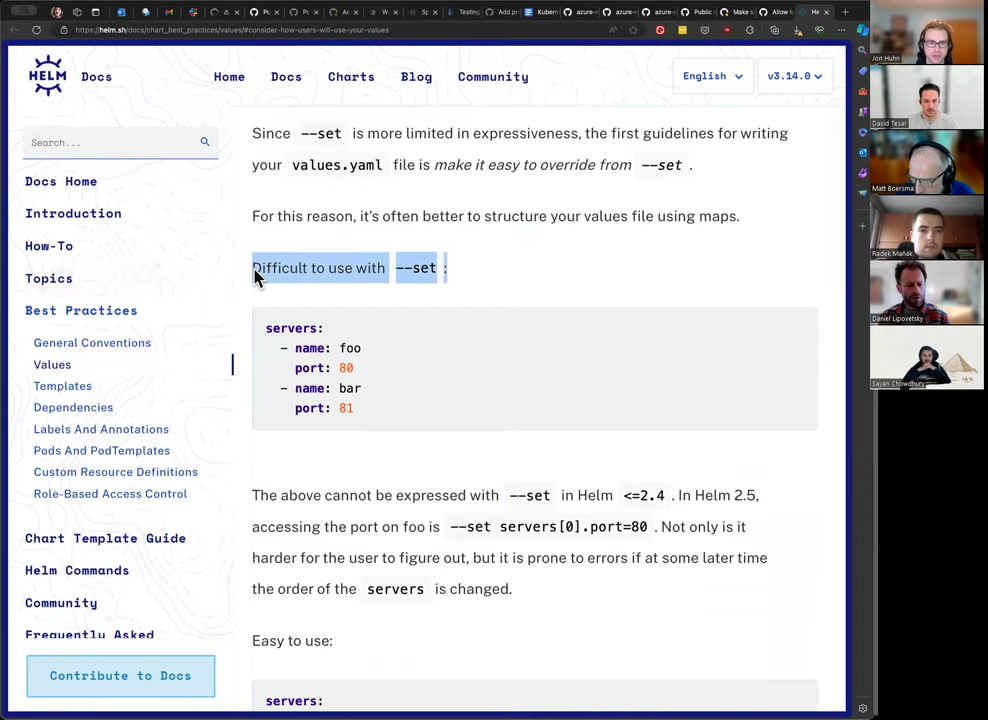 https://helm.sh/docs/chart_best_practices/values/#consider-how-users-will-use-your-values
HELM
Docs
Home
Docs
Charts
Blog
Community
English
v3.14.0
Search...
Docs Home
Introduction
How-To
Topics
Best Practices
General Conventions
Values
Templates
Dependencies
Labels And Annotations
Pods And PodTemplates
Custom Resource Definitions
Role-Based Access Control
Chart Template Guide
Helm Commands
Community
Frequently Asked
Contribute to Docs
Since --set is more limited in expressiveness, the first guidelines for writing
your values.yaml file is make it easy to override from --set .
For this reason, it's often better to structure your values file using maps.
Difficult to use with --set :
servers:
- name: foo
port: 80
- name: bar
port: 81
The above cannot be expressed with --set in Helm <=2.4 . In Helm 2.5,
accessing the port on foo is --set servers[0].port=80 . Not only is it
harder for the user to figure out, but it is prone to errors if at some later time
the order of the servers is changed.
Easy to use:
servers:
Jon Huhn
David Tesar
Matt Boersma
Radek Maňák
Daniel Lipovetsky
Sayan Chowdhury